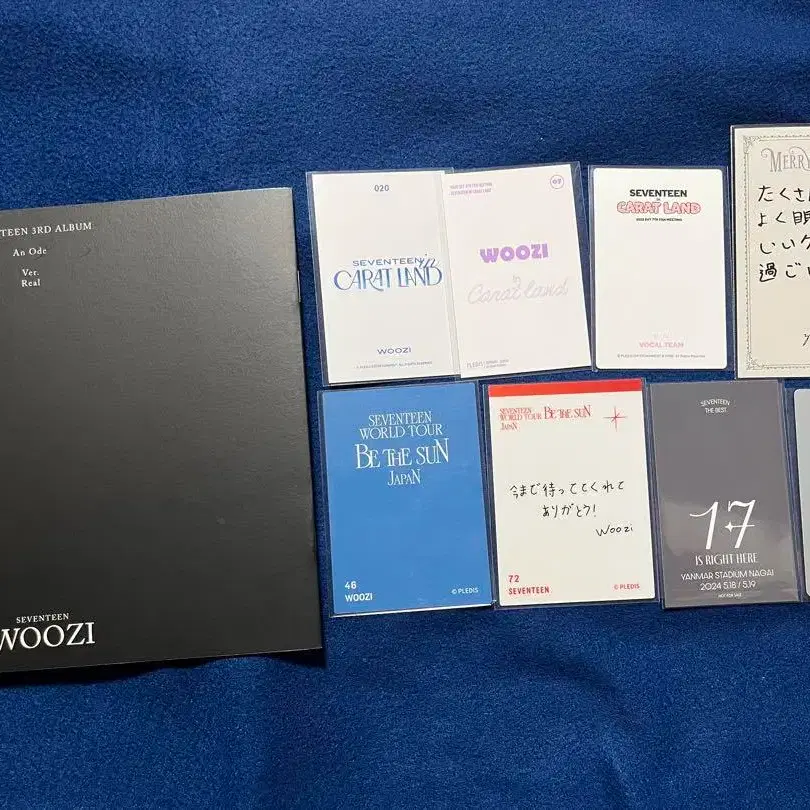 TEEN 3RD ALBUM
An Ode
Ver.
Real
SEVENTEEN
WOOZI
020
SEVENTEEN in
CARAT LAND
WOOZI
07
WOOZI
in
Carat land
SEVENTEEN
CARAT LAND
VOCAL TEAM
MERRY
たくさ
よく眠
しいク
過ごし
SEVENTEEN
WORLD TOUR
BE THE SUN
JAPAN
46
WOOZI
© PLEDIS
SEVENTEEN
WORLD TOUR BE THE SUN
JAPAN
今まで待っててくれて
ありがとう!
Woozi
72
SEVENTEEN
© PLEDIS
SEVENTEEN
THE BEST
17
IS RIGHT HERE
YANMAR STADIUM NAGAI
2024 5.18 / 5.19
NOT FOR SALE